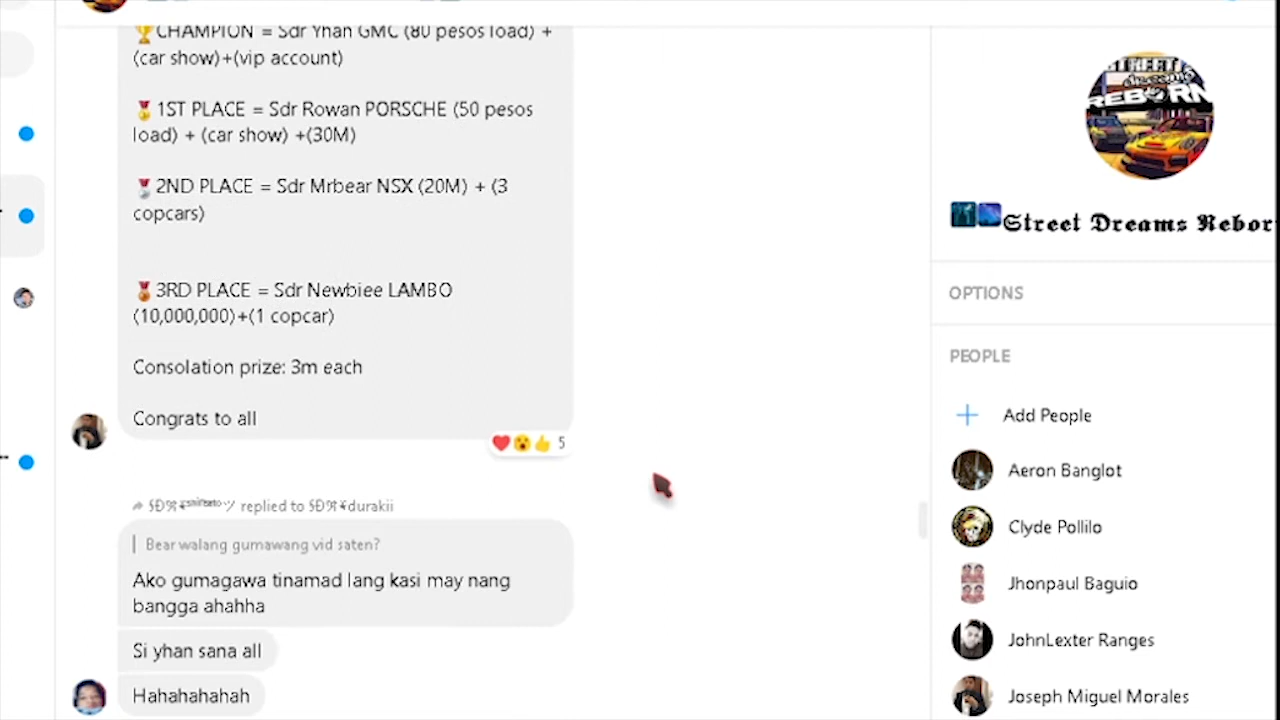 🏆CHAMPION = Sdr Yhan GMC (80 pesos load) +
(car show)+(vip account)
🥇1ST PLACE = Sdr Rowan PORSCHE (50 pesos
load) + (car show) +(30M)
🥈2ND PLACE = Sdr Mrbear NSX (20M) + (3
copcars)
🥉3RD PLACE = Sdr Newbiee LAMBO
(10,000,000)+(1 copcar)
Consolation prize: 3m each
Congrats to all
5
replied to
Bear walang gumawang vid saten?
Ako gumagawa tinamad lang kasi may nang
bangga ahahha
Si yhan sana all
Hahahahahah
STREET
dreams
REBORN
𝕾𝖙𝖗𝖊𝖊𝖙 𝕯𝖗𝖊𝖆𝖒𝖘 𝕽𝖊𝖇𝖔𝖗
OPTIONS
PEOPLE
Add People
Aeron Banglot
Clyde Pollilo
Jhonpaul Baguio
JohnLexter Ranges
Joseph Miguel Morales